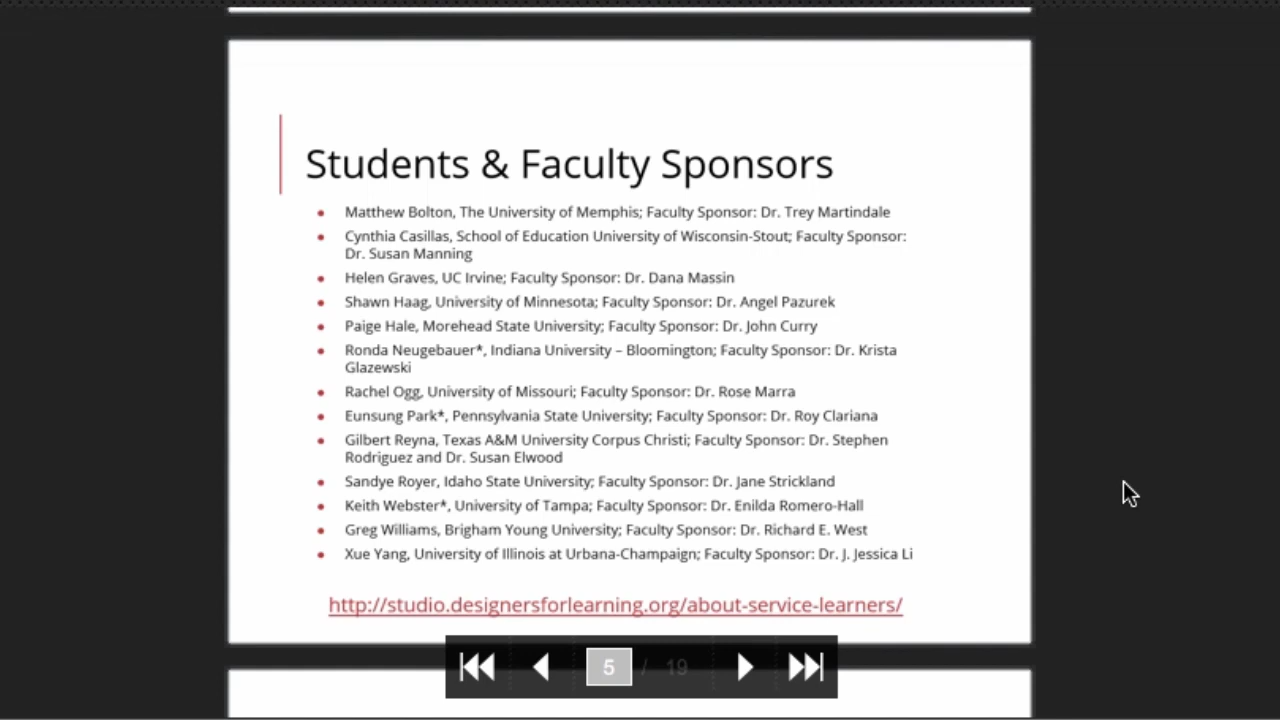 Students & Faculty Sponsors
Matthew Bolton, The University of Memphis; Faculty Sponsor: Dr. Trey Martindale
Cynthia Casillas, School of Education University of Wisconsin-Stout; Faculty Sponsor:
Dr. Susan Manning
Helen Graves, UC Irvine; Faculty Sponsor: Dr. Dana Massin
Shawn Haag, University of Minnesota; Faculty Sponsor: Dr. Angel Pazurek
Paige Hale, Morehead State University; Faculty Sponsor: Dr. John Curry
Ronda Neugebauer*, Indiana University – Bloomington; Faculty Sponsor: Dr. Krista
Glazewski
Rachel Ogg, University of Missouri; Faculty Sponsor: Dr. Rose Marra
Eunsung Park*, Pennsylvania State University; Faculty Sponsor: Dr. Roy Clariana
Gilbert Reyna, Texas A&M University Corpus Christi; Faculty Sponsor: Dr. Stephen
Rodriguez and Dr. Susan Elwood
Sandye Royer, Idaho State University; Faculty Sponsor: Dr. Jane Strickland
Keith Webster*, University of Tampa; Faculty Sponsor: Dr. Enilda Romero-Hall
Greg Williams, Brigham Young University; Faculty Sponsor: Dr. Richard E. West
Xue Yang, University of Illinois at Urbana-Champaign; Faculty Sponsor: Dr. J. Jessica Li
http://studio.designersforlearning.org/about-service-learners/
5 / 19